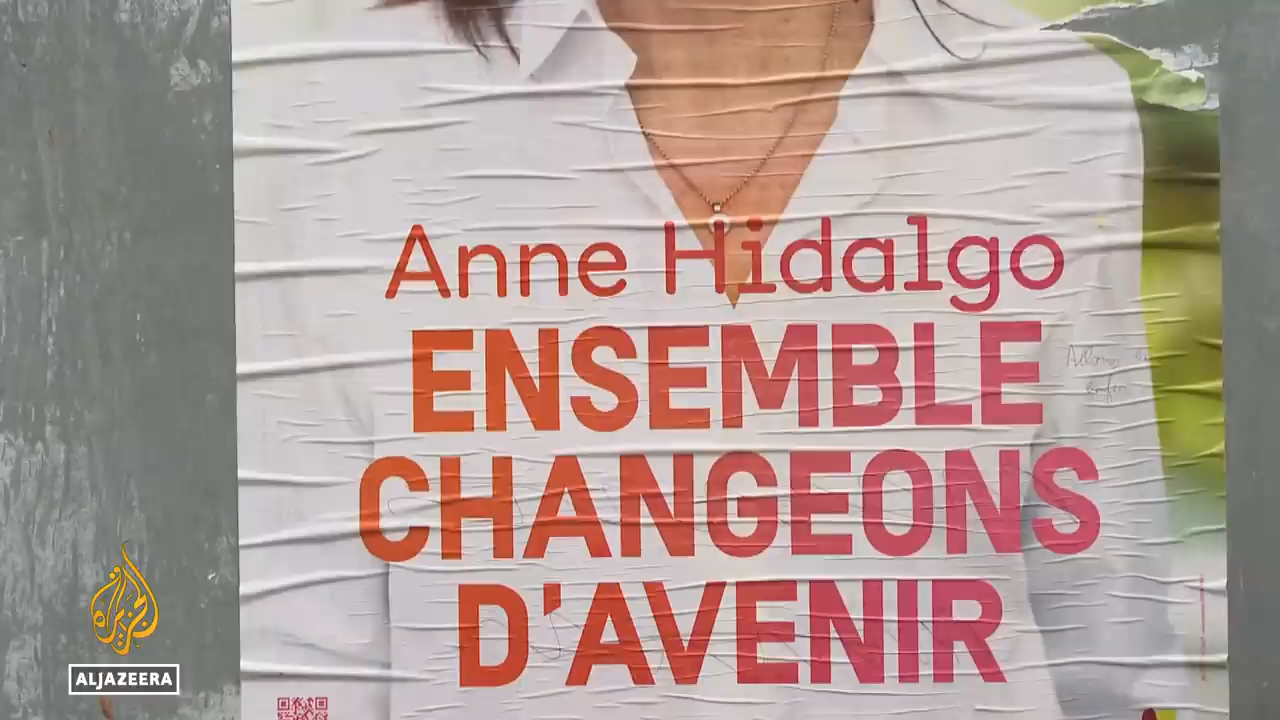 Anne Hidalgo
ENSEMBLE
CHANGEONS
D'AVENIR
ALJAZEERA